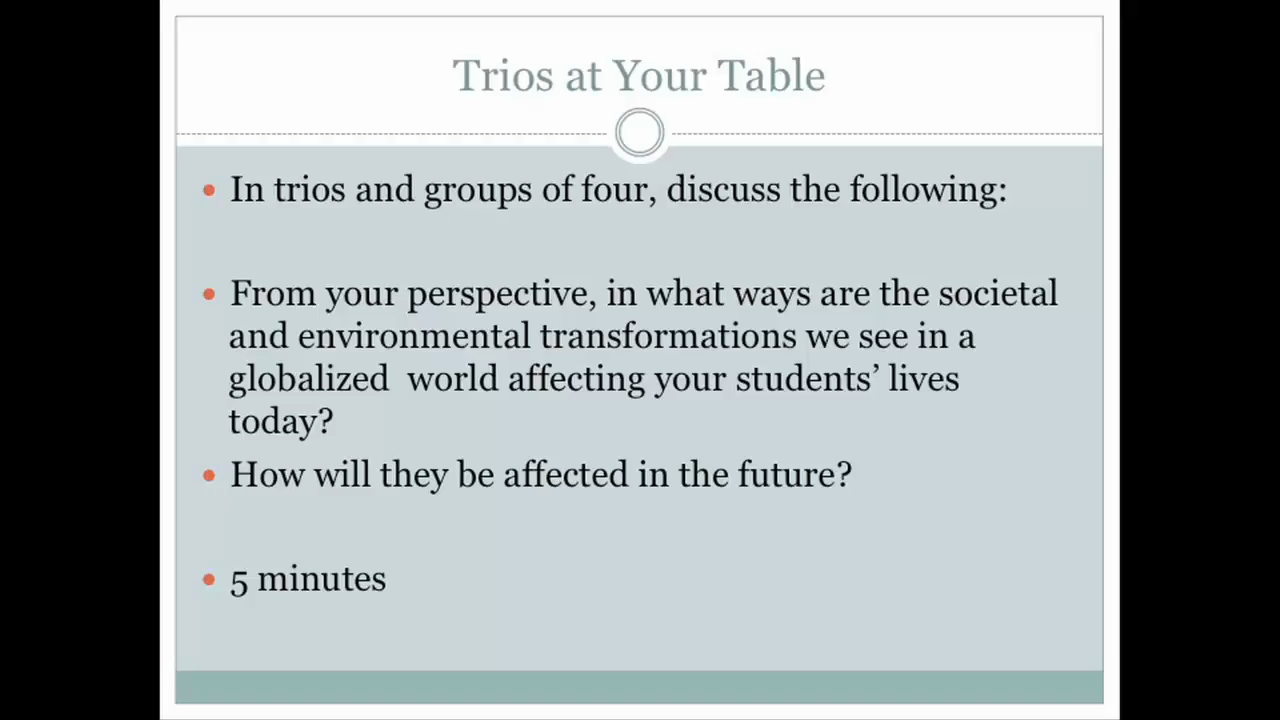 Trios at Your Table
• In trios and groups of four, discuss the following:
• From your perspective, in what ways are the societal
and environmental transformations we see in a
globalized  world affecting your students’ lives
today?
• How will they be affected in the future?
• 5 minutes